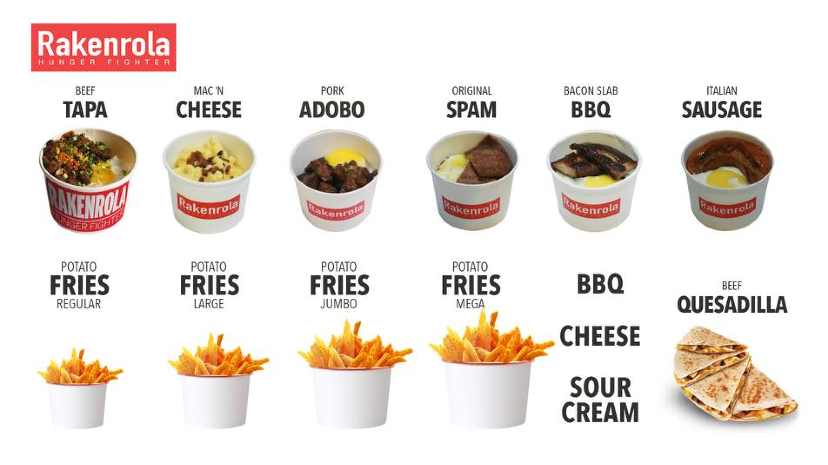 Rakenrola
HUNGER FIGHTER
BEEF
TAPA
MAC 'N
CHEESE
PORK
ADOBO
ORIGINAL
SPAM
BACON SLAB
BBQ
ITALIAN
SAUSAGE
RAKENROLA
HUNGER FIGHTER
Rakenrola
Rakenrola
Rakenrola
Rakenrola
Rakenrola
POTATO
FRIES
REGULAR
POTATO
FRIES
LARGE
POTATO
FRIES
JUMBO
POTATO
FRIES
MEGA
BBQ
CHEESE
SOUR
CREAM
BEEF
QUESADILLA